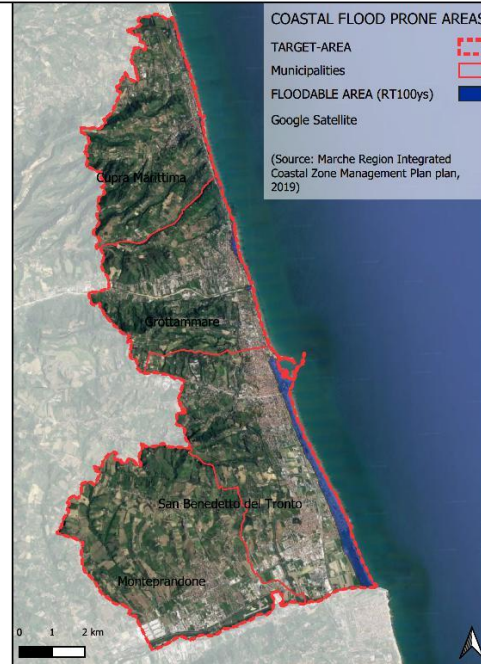 COASTAL FLOOD PRONE AREAS
TARGET-AREA
Municipalities
FLOODABLE AREA (RT100ys)
Google Satellite
(Source: Marche Region Integrated
Coastal Zone Management Plan plan,
2019)
Cupra Marittima
Grottammare
San Benedetto del Tronto
Monteprandone
0 1 2 km